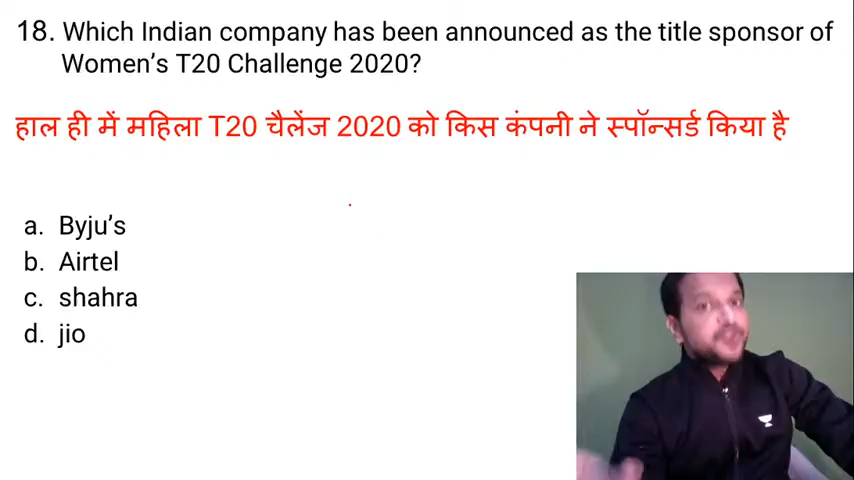 18. Which Indian company has been announced as the title sponsor of
Women’s T20 Challenge 2020?
हाल ही में महिला T20 चैलेंज 2020 को किस कंपनी ने स्पॉन्सर्ड किया है
a. Byju’s
b. Airtel
c. shahra
d. jio